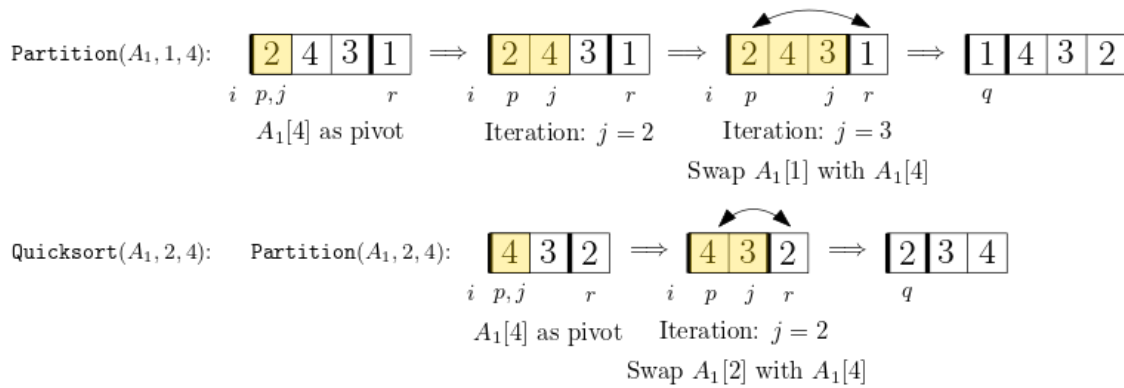 Partition(A₁, 1, 4): 2 4 3 1 ⟹ 2 4 3 1 ⟹ 2 4 3 1 ⟹ 1 4 3 2
i p,j r i p j r i p j r q
A₁[4] as pivot Iteration: j = 2 Iteration: j = 3
Swap A₁[1] with A₁[4]
Quicksort(A₁, 2, 4): Partition(A₁, 2, 4): 4 3 2 ⟹ 4 3 2 ⟹ 2 3 4
i p,j r i p j r q
A₁[4] as pivot Iteration: j = 2
Swap A₁[2] with A₁[4]